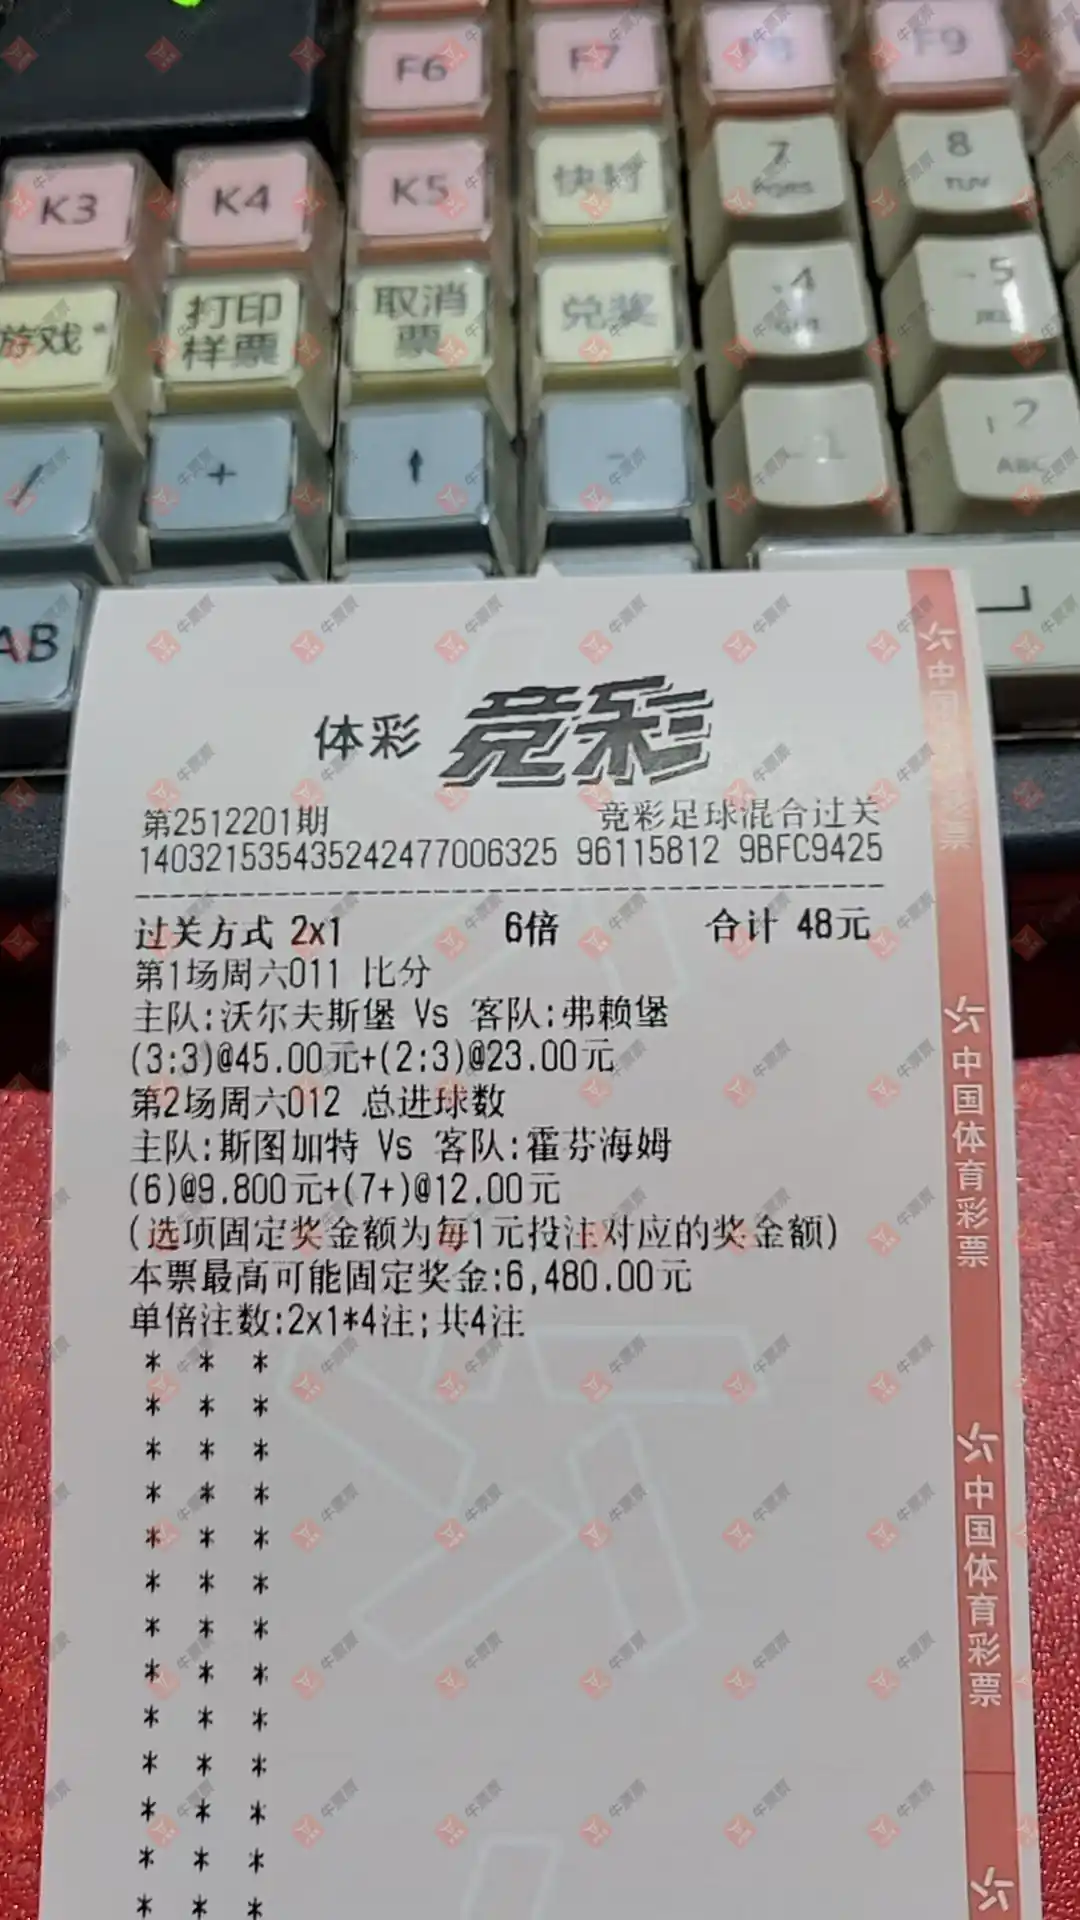 F6 F7 F8 F9
K3 K4 K5 快打 7 PQRS 8 TUV
游戏 打印样票 取消票 兑奖 4 5
/ + ↑ - 1 2 ABC
AB
体彩 竞彩
第2512201期 竞彩足球混合过关
140321535435242477006325 96115812 9BFC9425
过关方式 2x1 6倍 合计 48元
第1场周六011 比分
主队:沃尔夫斯堡 Vs 客队:弗赖堡
(3:3)@45.00元+(2:3)@23.00元
第2场周六012 总进球数
主队:斯图加特 Vs 客队:霍芬海姆
(6)@9.800元+(7+)@12.00元
(选项固定奖金额为每1元投注对应的奖金额)
本票最高可能固定奖金:6,480.00元
单倍注数:2x1*4注;共4注
* * *
* * *
* * *
* * *
* * *
* * *
* * *
* * *
* * *
* * *
* * *
* * *
* * *
中国体育彩票
中国体育彩票
牛票票